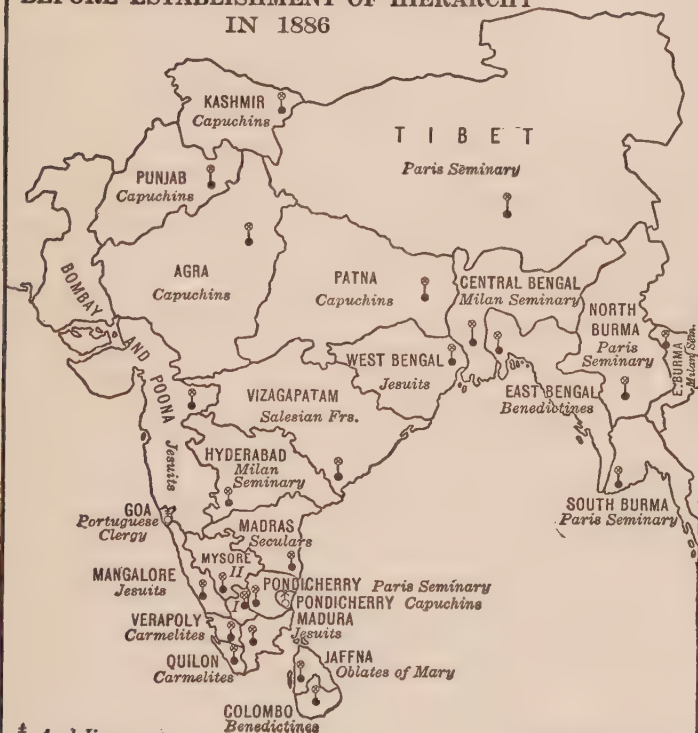 BEFORE ESTABLISHMENT OF HIERARCHY
IN 1886
KASHMIR
Capuchins
TIBET
Paris Seminary
PUNJAB
Capuchins
AGRA
Capuchins
PATNA
Capuchins
CENTRAL BENGAL
Milan Seminary
NORTH
BURMA
Paris
Seminary
E. BURMA
Milan Sem.
BOMBAY AND POONA
Jesuits
WEST BENGAL
Jesuits
EAST BENGAL
Benedictines
VIZAGAPATAM
Salesian Frs.
HYDERABAD
Milan
Seminary
SOUTH BURMA
Paris Seminary
GOA
Portuguese
Clergy
MADRAS
Seculars
MYSORE
II
I
MANGALORE
Jesuits
PONDICHERRY Paris Seminary
PONDICHERRY Capuchins
VERAPOLY
Carmelites
MADURA
Jesuits
QUILON
Carmelites
JAFFNA
Oblates of Mary
COLOMBO
Benedictines